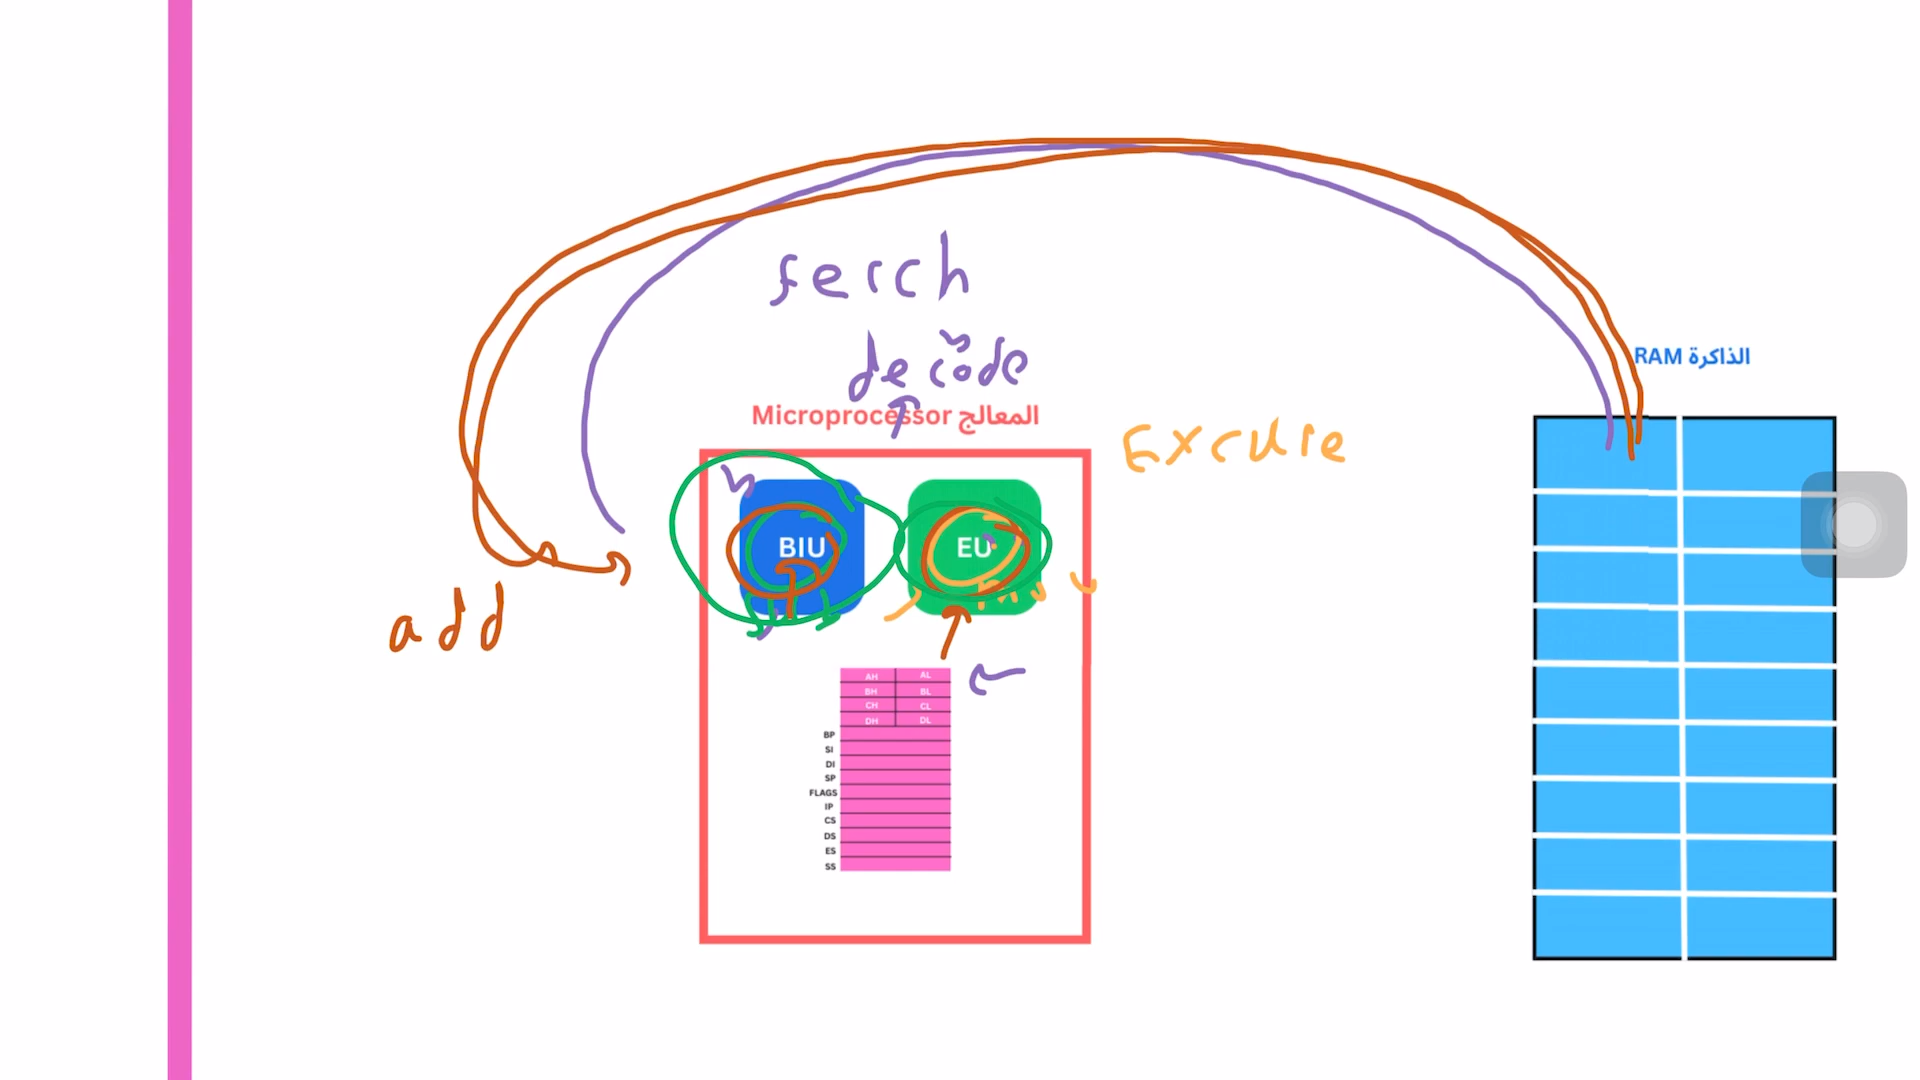 ferch
decode
Microprocessor المعالج
الذاكرة RAM
Excure
BIU
EU
add
AH AL
BH BL
CH CL
DH DL
BP
SI
DI
SP
FLAGS
IP
CS
DS
ES
SS